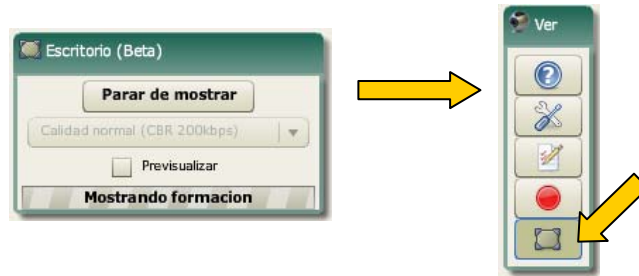 Escritorio (Beta)
Parar de mostrar
Calidad normal (CBR 200kbps)
Previsualizar
Mostrando formacion
Ver
?